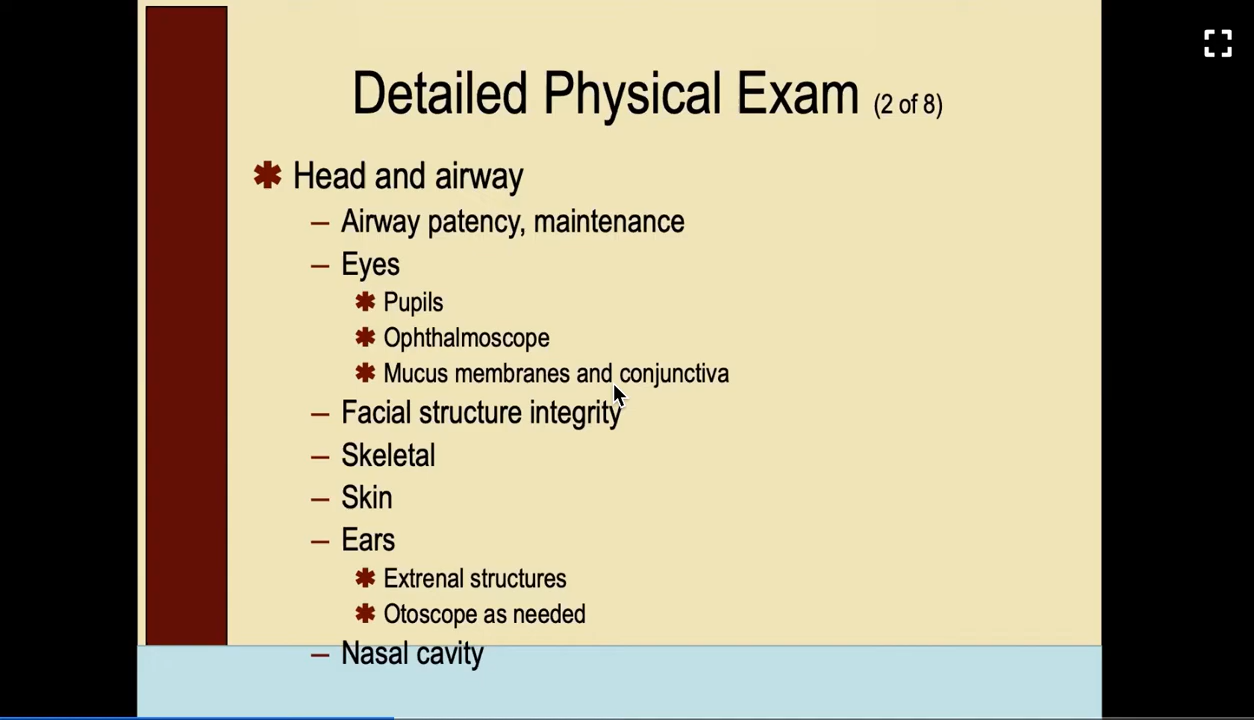 Detailed Physical Exam (2 of 8)
✱ Head and airway
– Airway patency, maintenance
– Eyes
✱ Pupils
✱ Ophthalmoscope
✱ Mucus membranes and conjunctiva
– Facial structure integrity
– Skeletal
– Skin
– Ears
✱ Extrenal structures
✱ Otoscope as needed
– Nasal cavity